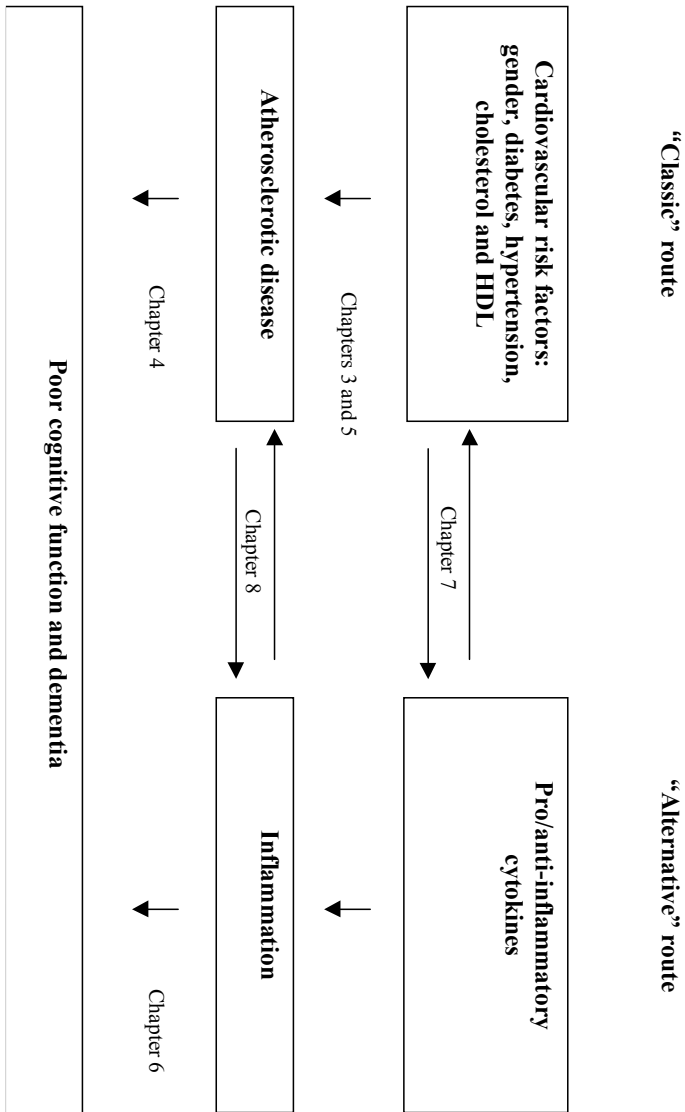 “Classic” route
“Alternative” route
Cardiovascular risk factors:
gender, diabetes, hypertension,
cholesterol and HDL
Chapter 7
Pro/anti-inflammatory
cytokines
Chapters 3 and 5
Atherosclerotic disease
Chapter 8
Inflammation
Chapter 4
Chapter 6
Poor cognitive function and dementia